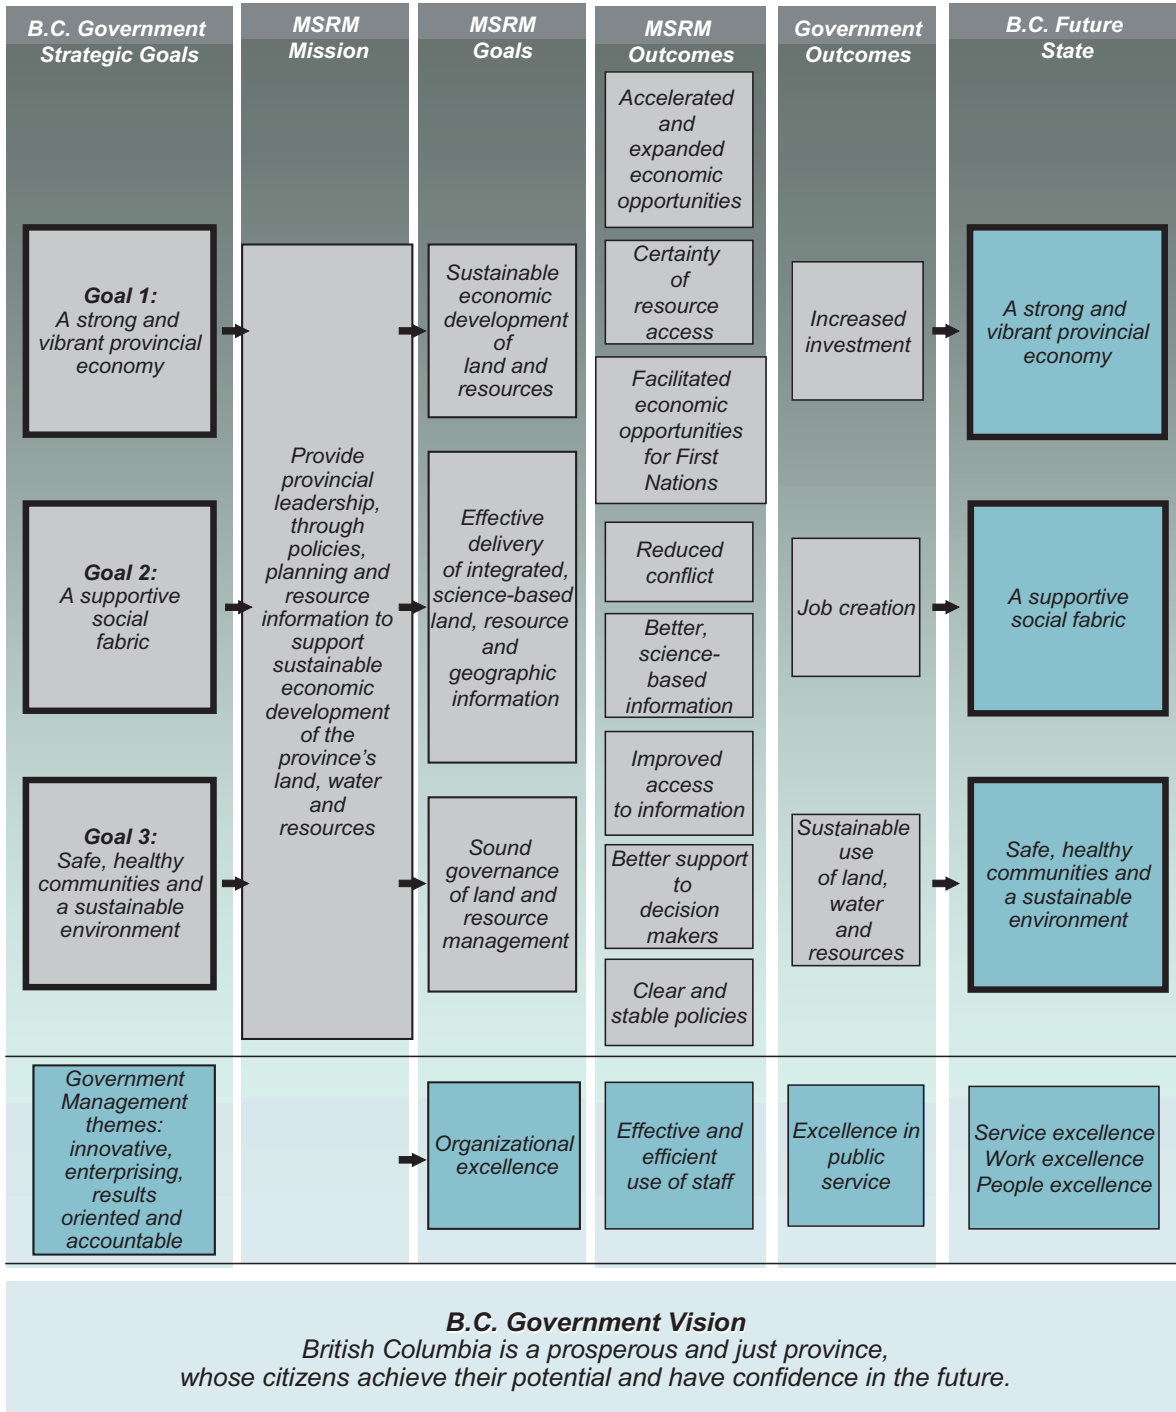 B.C. Government
Strategic Goals
MSRM
Mission
MSRM
Goals
MSRM
Outcomes
Government
Outcomes
B.C. Future
State
Goal 1:
A strong and
vibrant provincial
economy
Goal 2:
A supportive
social
fabric
Goal 3:
Safe, healthy
communities and
a sustainable
environment
Provide
provincial
leadership,
through
policies,
planning and
resource
information to
support
sustainable
economic
development
of the
province’s
land, water
and
resources
Sustainable
economic
development
of
land and
resources
Effective
delivery
of integrated,
science-based
land, resource
and
geographic
information
Sound
governance
of land and
resource
management
Accelerated
and
expanded
economic
opportunities
Certainty
of
resource
access
Facilitated
economic
opportunities
for First
Nations
Reduced
conflict
Better,
science-
based
information
Improved
access
to information
Better support
to
decision
makers
Clear and
stable policies
Increased
investment
Job creation
Sustainable
use
of land,
water
and
resources
A strong and
vibrant provincial
economy
A supportive
social fabric
Safe, healthy
communities and
a sustainable
environment
Government
Management
themes:
innovative,
enterprising,
results
oriented and
accountable
Organizational
excellence
Effective and
efficient
use of staff
Excellence in
public
service
Service excellence
Work excellence
People excellence
B.C. Government Vision
British Columbia is a prosperous and just province,
whose citizens achieve their potential and have confidence in the future.